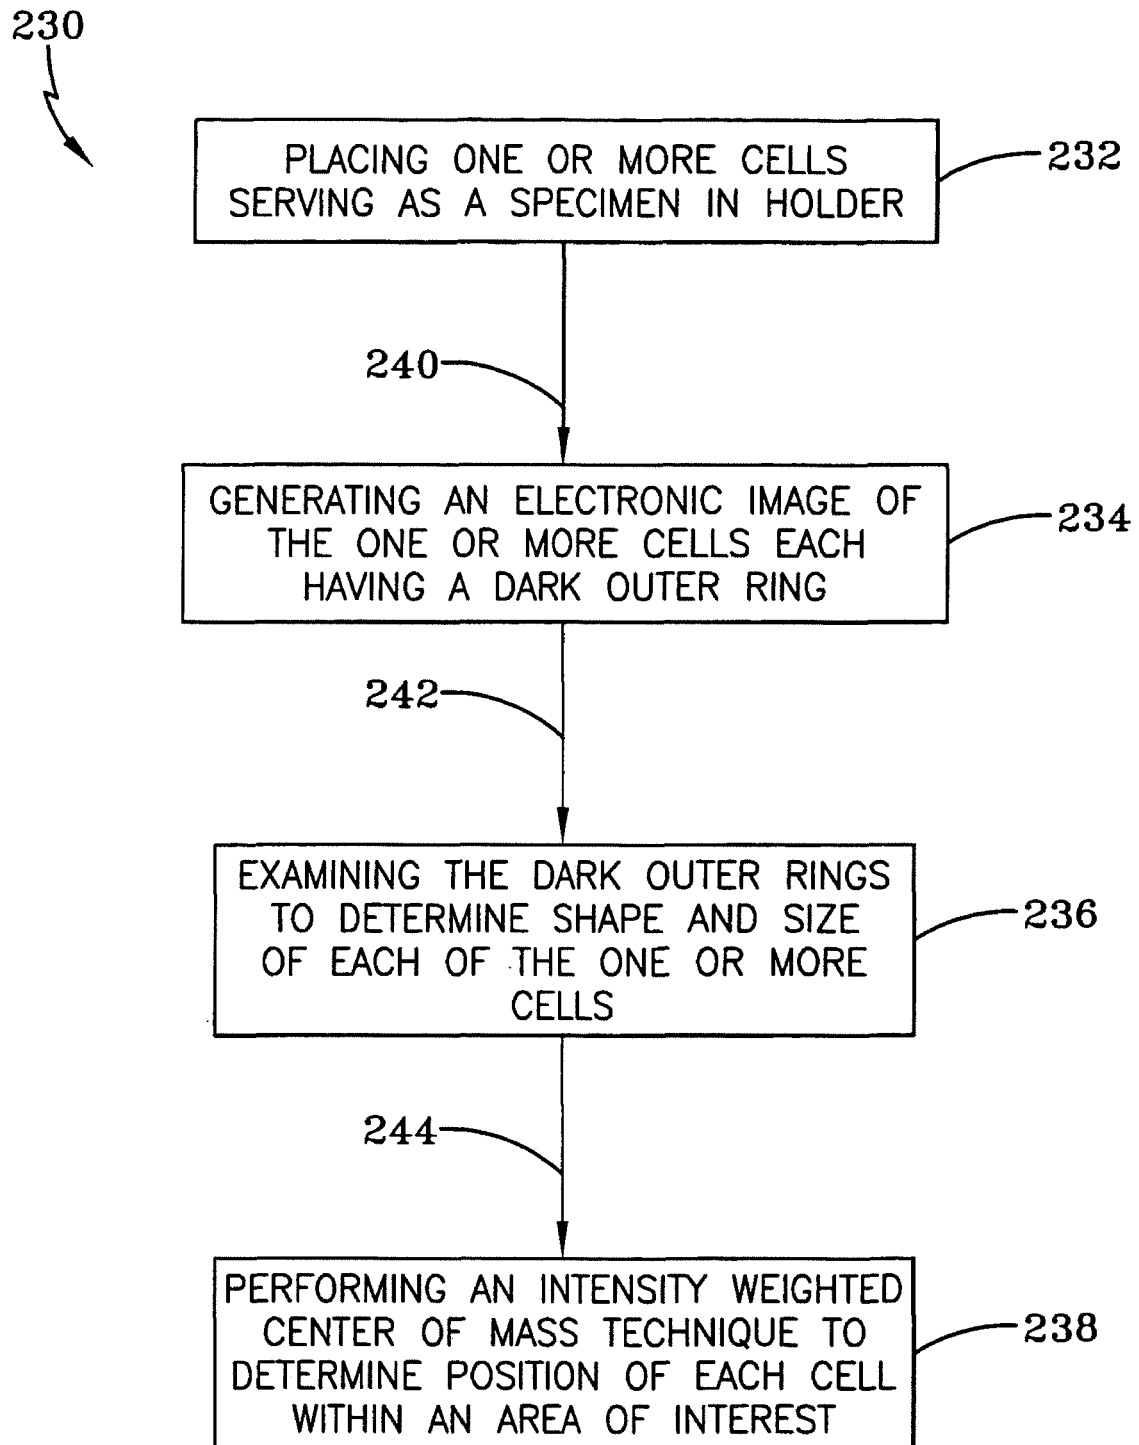 230
PLACING ONE OR MORE CELLS
SERVING AS A SPECIMEN IN HOLDER
232
240
GENERATING AN ELECTRONIC IMAGE OF
THE ONE OR MORE CELLS EACH
HAVING A DARK OUTER RING
234
242
EXAMINING THE DARK OUTER RINGS
TO DETERMINE SHAPE AND SIZE
OF EACH OF THE ONE OR MORE
CELLS
236
244
PERFORMING AN INTENSITY WEIGHTED
CENTER OF MASS TECHNIQUE TO
DETERMINE POSITION OF EACH CELL
WITHIN AN AREA OF INTEREST
238